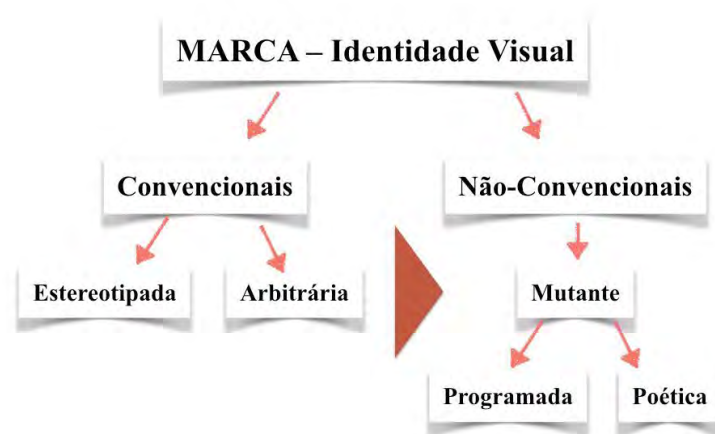 MARCA – Identidade Visual
Convencionais
Não-Convencionais
Estereotipada
Arbitrária
Mutante
Programada
Poética